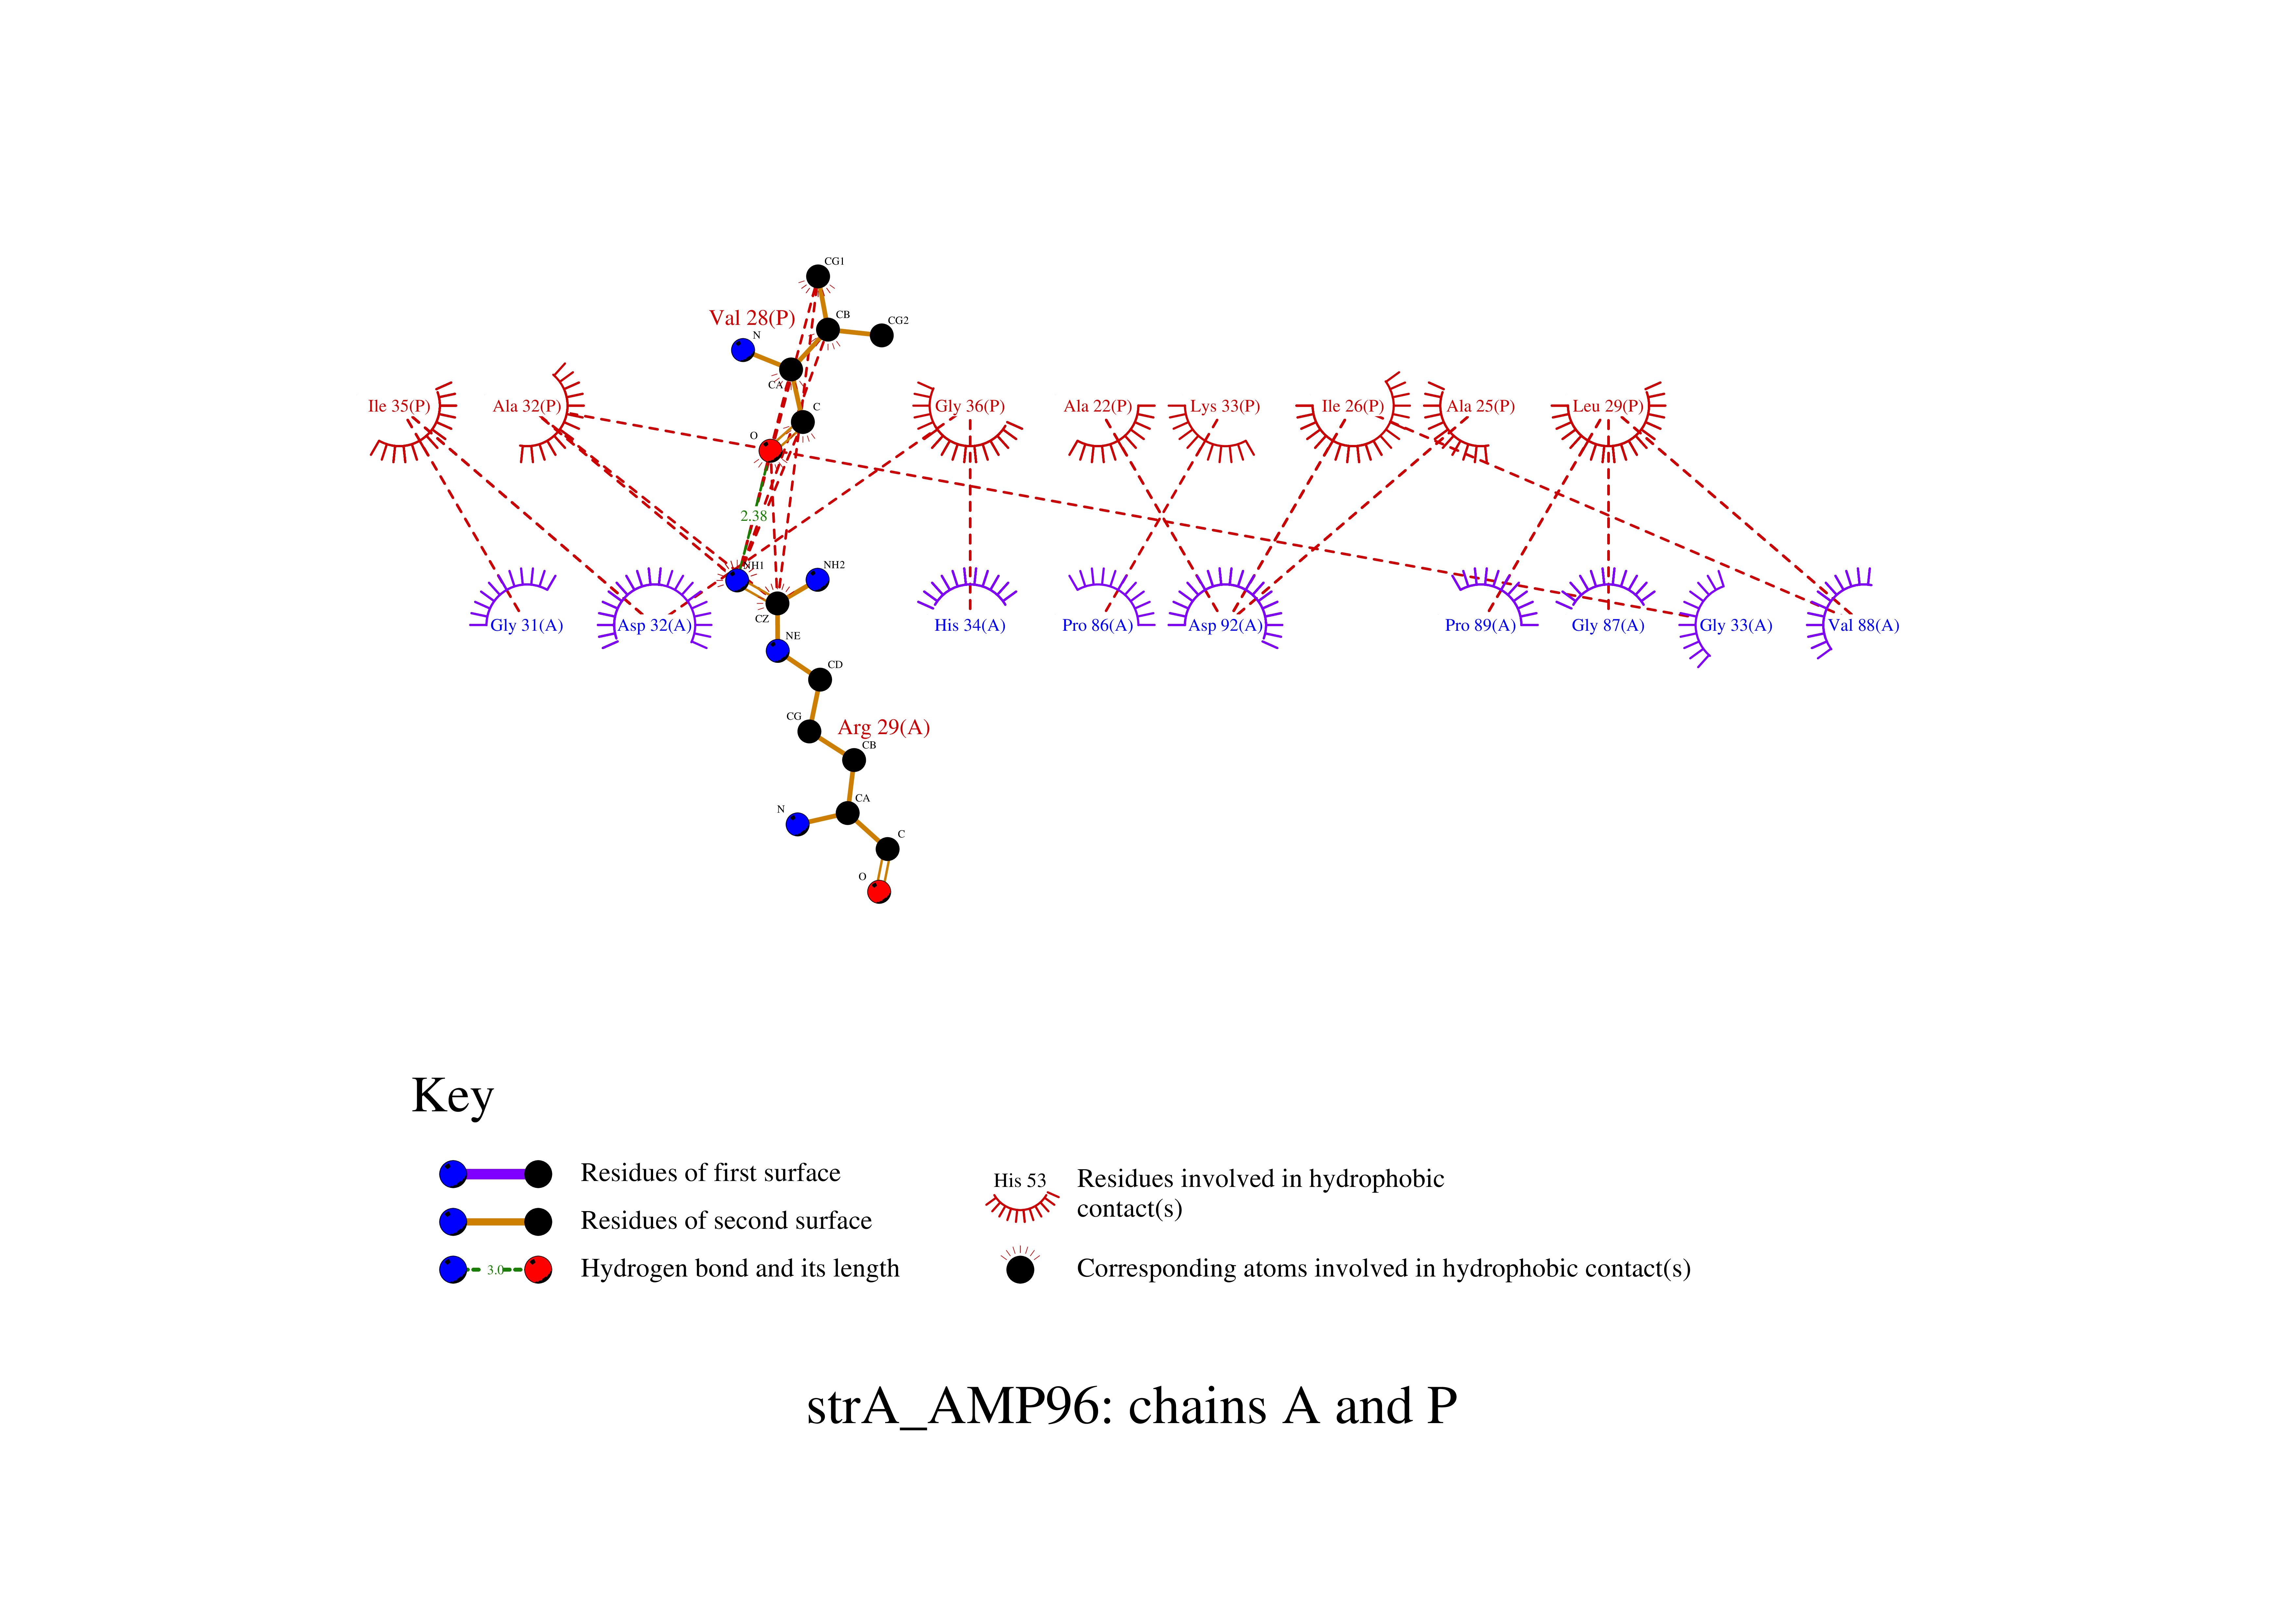 CG1
Val 28(P)
CB
CG2
N
CA
C
O
Ile 35(P)
Ala 32(P)
Gly 36(P)
Ala 22(P)
Lys 33(P)
Ile 26(P)
Ala 25(P)
Leu 29(P)
2.38
NH1
NH2
CZ
Gly 31(A)
Asp 32(A)
His 34(A)
Pro 86(A)
Asp 92(A)
Pro 89(A)
Gly 87(A)
Gly 33(A)
Val 88(A)
NE
CD
CG
Arg 29(A)
CB
CA
N
C
O
Key
Residues of first surface
Residues of second surface
3.0
Hydrogen bond and its length
His 53
Residues involved in hydrophobic
contact(s)
Corresponding atoms involved in hydrophobic contact(s)
strA_AMP96: chains A and P